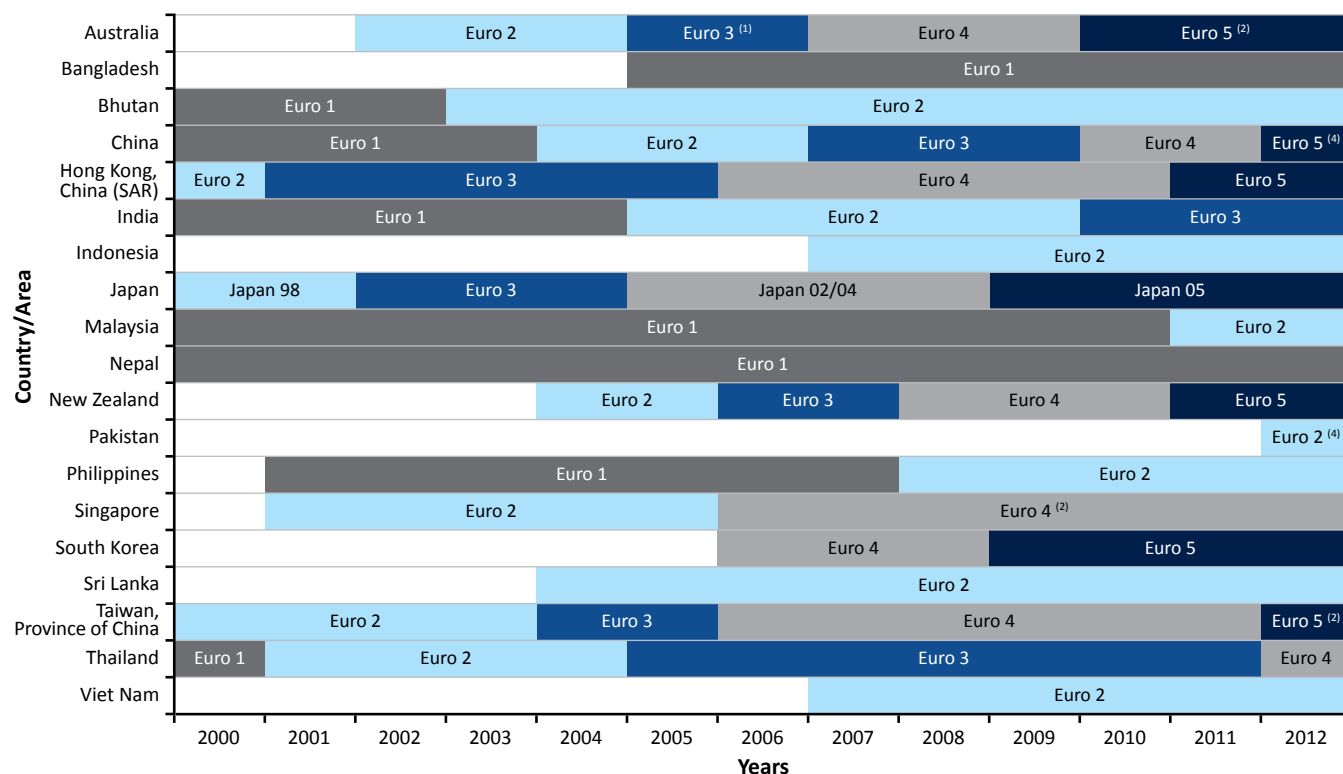 Country/Area
Australia Euro 2 Euro 3 (1) Euro 4 Euro 5 (2)
Bangladesh Euro 1
Bhutan Euro 1 Euro 2
China Euro 1 Euro 2 Euro 3 Euro 4 Euro 5 (4)
Hong Kong,
China (SAR) Euro 2 Euro 3 Euro 4 Euro 5
India Euro 1 Euro 2 Euro 3
Indonesia Euro 2
Japan Japan 98 Euro 3 Japan 02/04 Japan 05
Malaysia Euro 1 Euro 2
Nepal Euro 1
New Zealand Euro 2 Euro 3 Euro 4 Euro 5
Pakistan Euro 2 (4)
Philippines Euro 1 Euro 2
Singapore Euro 2 Euro 4 (2)
South Korea Euro 4 Euro 5
Sri Lanka Euro 2
Taiwan,
Province of China Euro 2 Euro 3 Euro 4 Euro 5 (2)
Thailand Euro 1 Euro 2 Euro 3 Euro 4
Viet Nam Euro 2
2000 2001 2002 2003 2004 2005 2006 2007 2008 2009 2010 2011 2012
Years